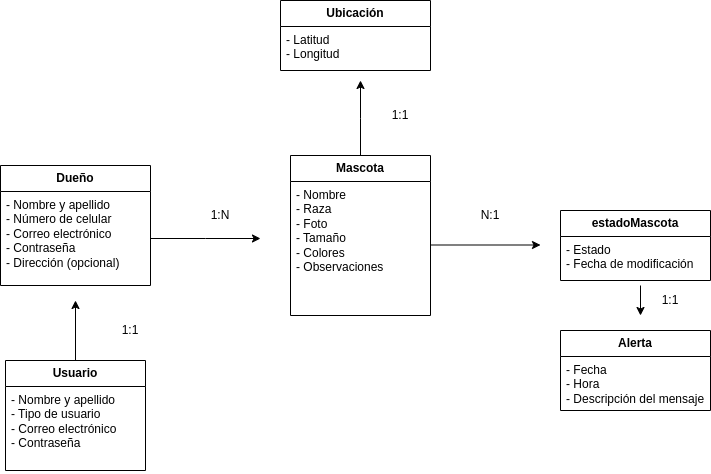 Ubicación
- Latitud
- Longitud
1:1
Mascota
- Nombre
- Raza
- Foto
- Tamaño
- Colores
- Observaciones
Dueño
- Nombre y apellido
- Número de celular
- Correo electrónico
- Contraseña
- Dirección (opcional)
1:N
N:1
estadoMascota
- Estado
- Fecha de modificación
1:1
Alerta
- Fecha
- Hora
- Descripción del mensaje
1:1
Usuario
- Nombre y apellido
- Tipo de usuario
- Correo electrónico
- Contraseña